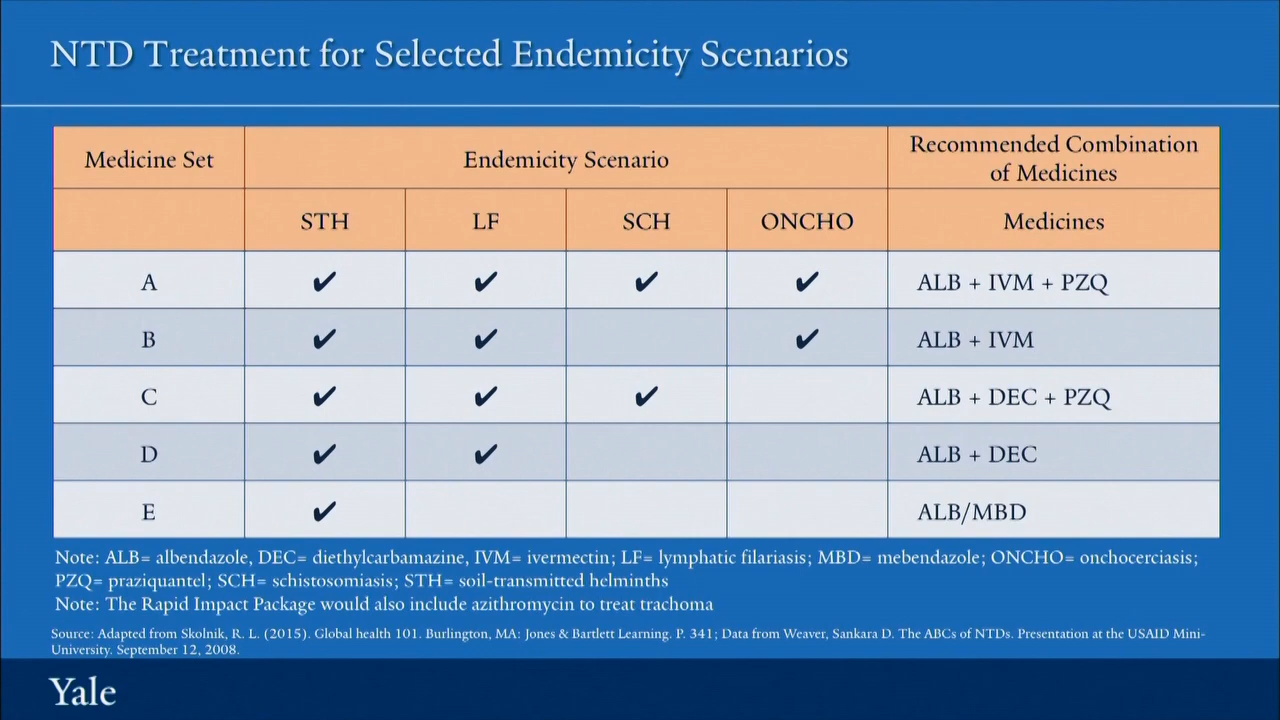 NTD Treatment for Selected Endemicity Scenarios
Medicine Set
Endemicity Scenario
Recommended Combination
of Medicines
STH
LF
SCH
ONCHO
Medicines
A ✔ ✔ ✔ ✔ ALB + IVM + PZQ
B ✔ ✔ ✔ ALB + IVM
C ✔ ✔ ✔ ALB + DEC + PZQ
D ✔ ✔ ALB + DEC
E ✔ ALB/MBD
Note: ALB= albendazole, DEC= diethylcarbamazine, IVM= ivermectin; LF= lymphatic filariasis; MBD= mebendazole; ONCHO= onchocerciasis;
PZQ= praziquantel; SCH= schistosomiasis; STH= soil-transmitted helminths
Note: The Rapid Impact Package would also include azithromycin to treat trachoma
Source: Adapted from Skolnik, R. L. (2015). Global health 101. Burlington, MA: Jones & Bartlett Learning. P. 341; Data from Weaver, Sankara D. The ABCs of NTDs. Presentation at the USAID Mini-
University. September 12, 2008.
Yale